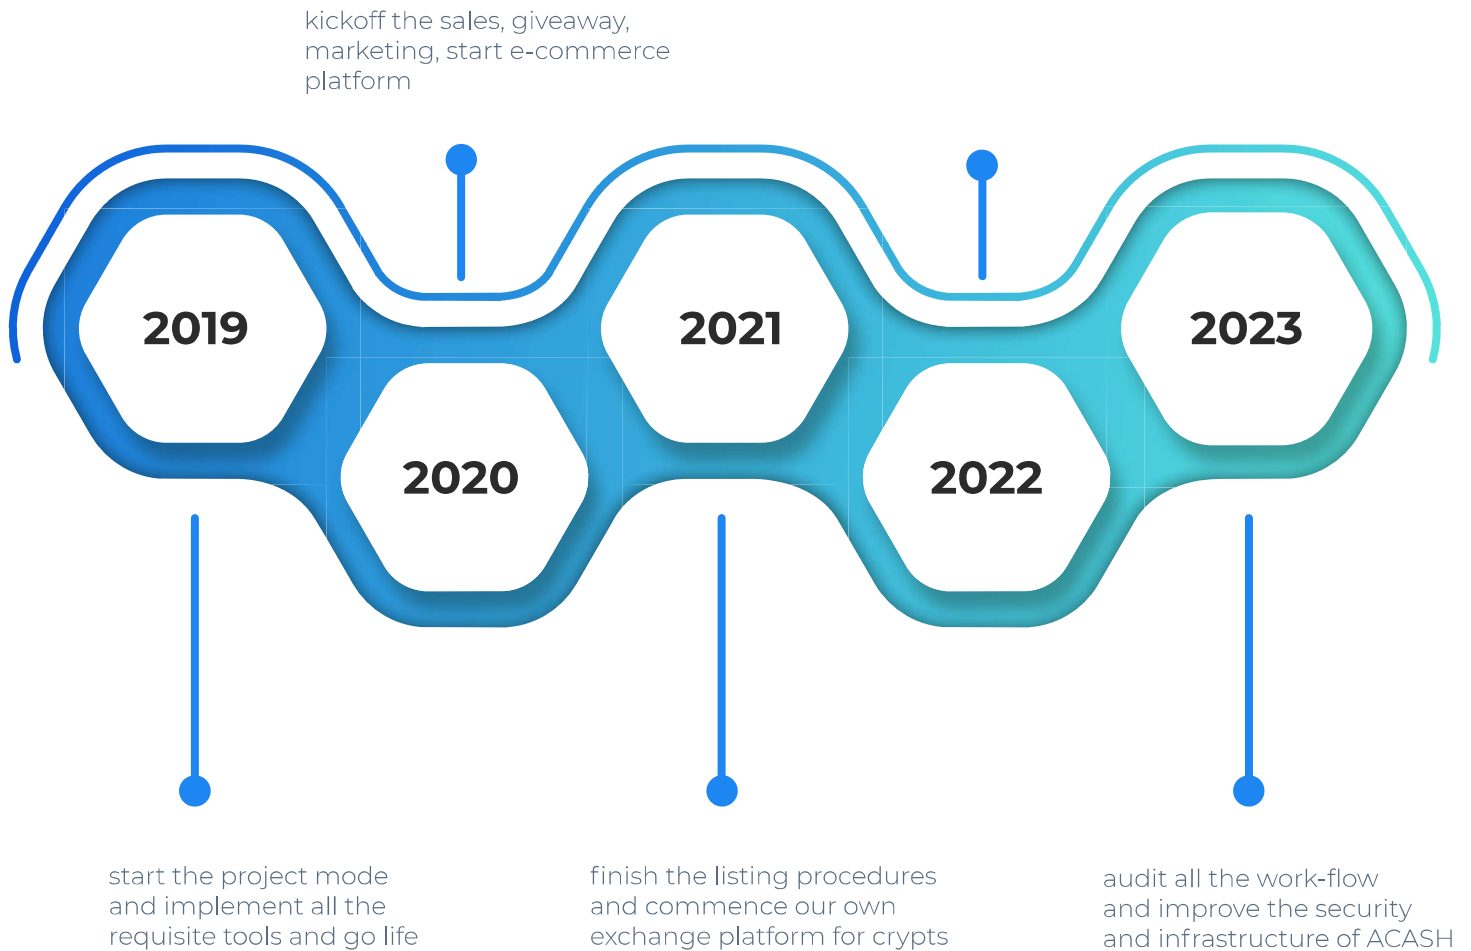 kickoff the sales, giveaway,
marketing, start e-commerce
platform
2019
2021
2023
2020
2022
start the project mode
and implement all the
requisite tools and go life
finish the listing procedures
and commence our own
exchange platform for crypts
audit all the work-flow
and improve the security
and infrastructure of ACASH